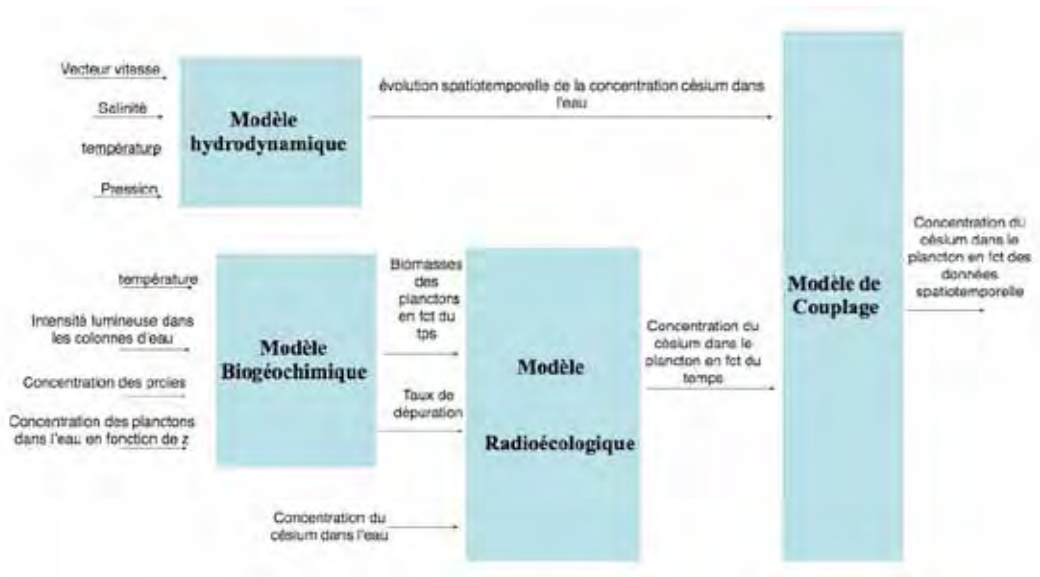 Vecteur vitesse
Salinité
température
Pression
Modèle
hydrodynamique
évolution spatiotemporelle de la concentration césium dans
l'eau
température
Intensité lumineuse dans
les colonnes d'eau
Concentration des proies
Concentration des planctons
dans l'eau en fonction de z
Modèle
Biogéochimique
Biomasses
des
planctons
en fct du
tps
Taux de
dépuration
Concentration du
césium dans l'eau
Modèle
Radioécologique
Concentration du
césium dans le
plancton en fct du
temps
Modèle de
Couplage
Concentration du
césium dans le
plancton en fct des
données
spatiotemporelle